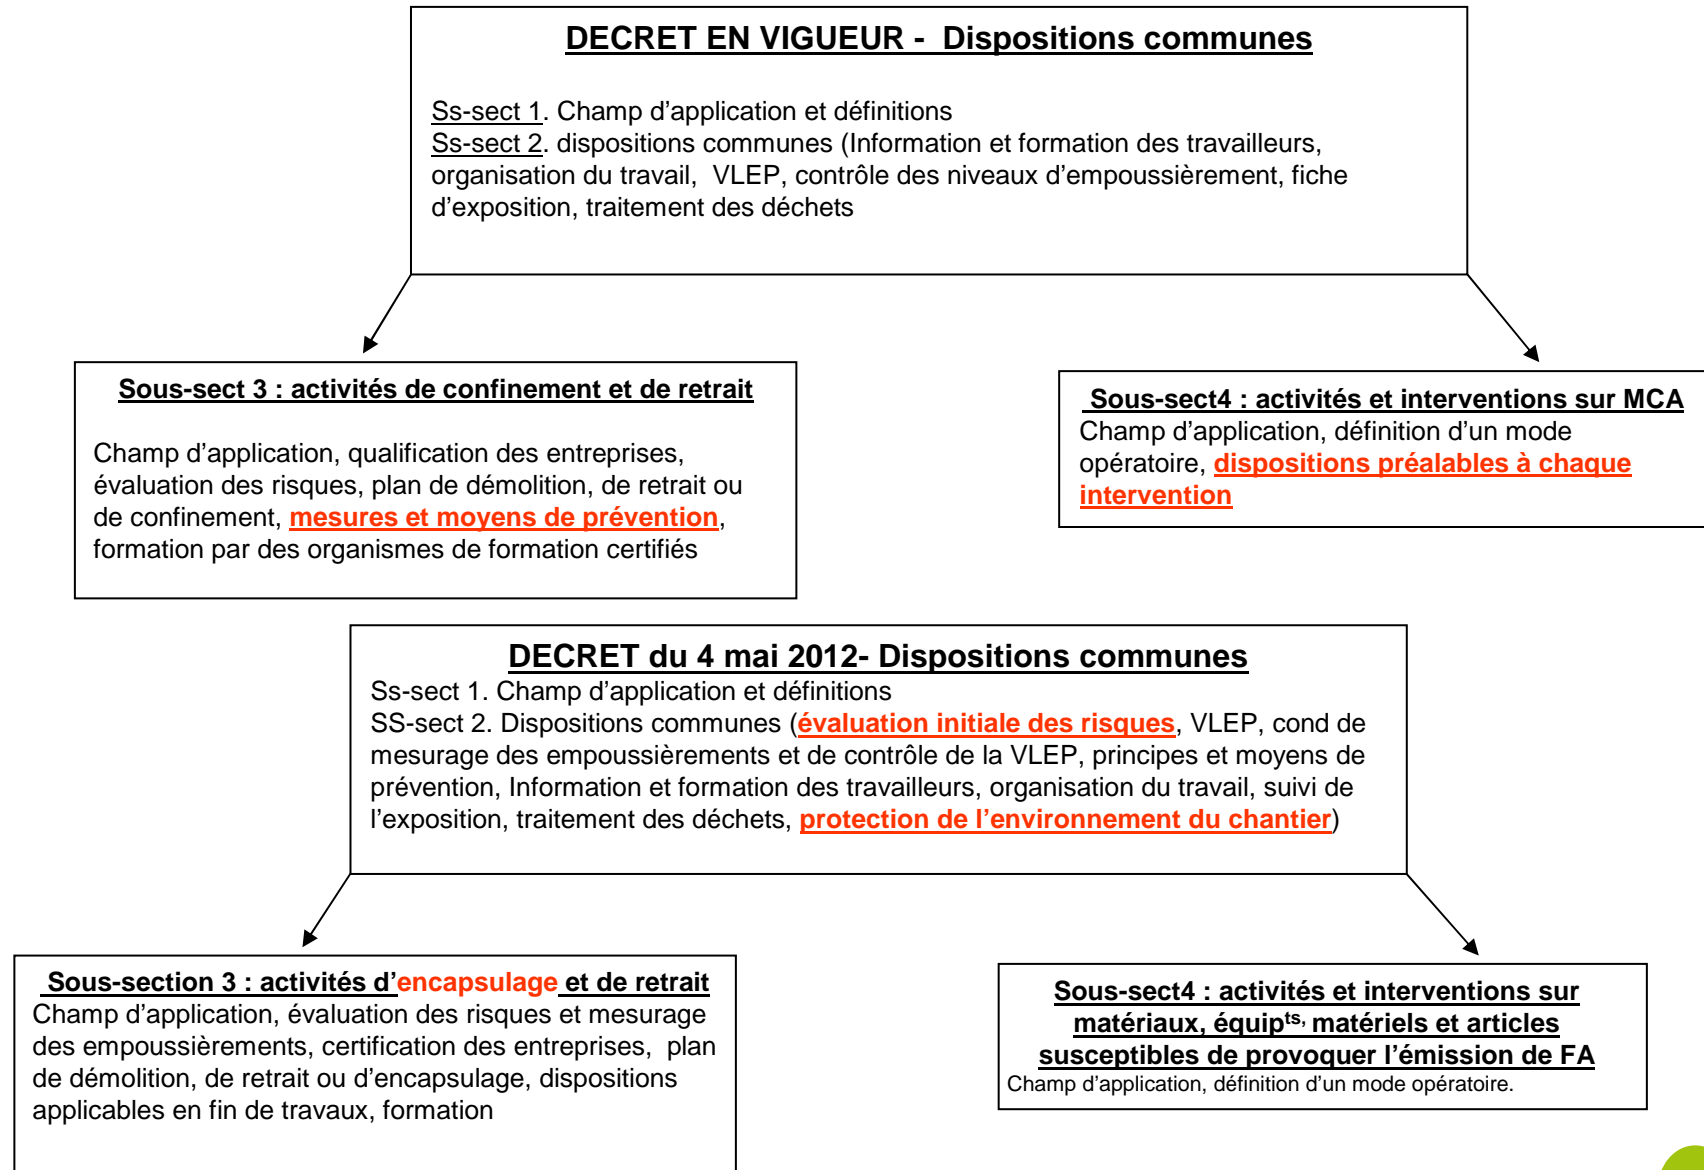 DECRET EN VIGUEUR - Dispositions communes
Ss-sect 1. Champ d’application et définitions
Ss-sect 2. dispositions communes (Information et formation des travailleurs,
organisation du travail, VLEP, contrôle des niveaux d’empoussièrement, fiche
d’exposition, traitement des déchets
Sous-sect 3 : activités de confinement et de retrait
Champ d’application, qualification des entreprises,
évaluation des risques, plan de démolition, de retrait ou
de confinement, mesures et moyens de prévention,
formation par des organismes de formation certifiés
Sous-sect4 : activités et interventions sur MCA
Champ d’application, définition d’un mode
opératoire, dispositions préalables à chaque
intervention
DECRET du 4 mai 2012- Dispositions communes
Ss-sect 1. Champ d’application et définitions
SS-sect 2. Dispositions communes (évaluation initiale des risques, VLEP, cond de
mesurage des empoussièrements et de contrôle de la VLEP, principes et moyens de
prévention, Information et formation des travailleurs, organisation du travail, suivi de
l’exposition, traitement des déchets, protection de l’environnement du chantier)
Sous-section 3 : activités d’encapsulage et de retrait
Champ d’application, évaluation des risques et mesurage
des empoussièrements, certification des entreprises, plan
de démolition, de retrait ou d’encapsulage, dispositions
applicables en fin de travaux, formation
Sous-sect4 : activités et interventions sur
matériaux, équipts, matériels et articles
susceptibles de provoquer l’émission de FA
Champ d’application, définition d’un mode opératoire.